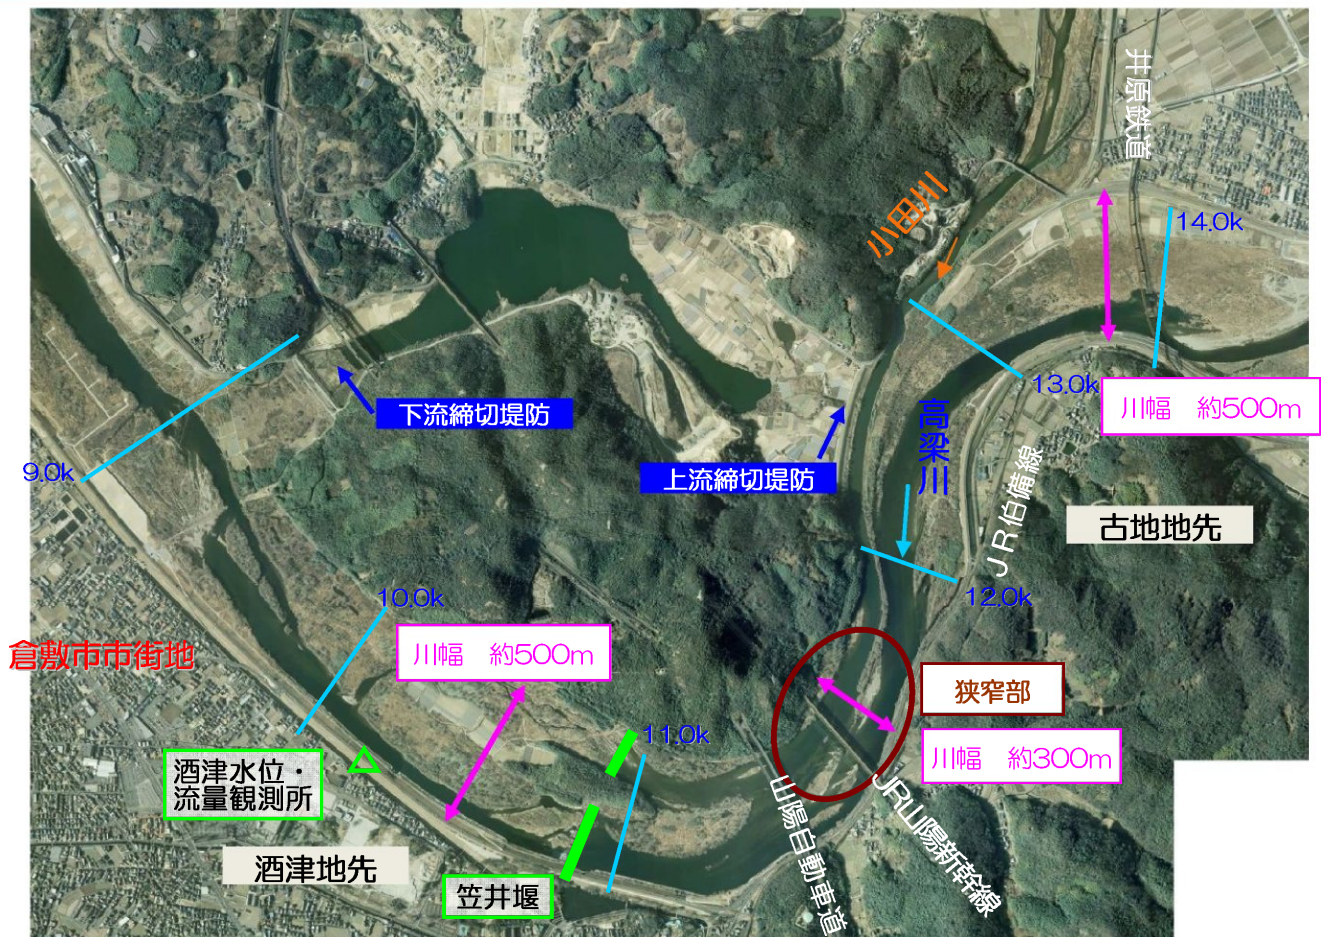 井原鉄道
小田川
14.0k
13.0k
川幅 約500m
下流締切堤防
高梁川
上流締切堤防
9.0k
JR伯備線
古地地先
12.0k
10.0k
倉敷市市街地
川幅 約500m
狭窄部
11.0k
川幅 約300m
酒津水位・
流量観測所
山陽自動車道
JR山陽新幹線
酒津地先
笠井堰